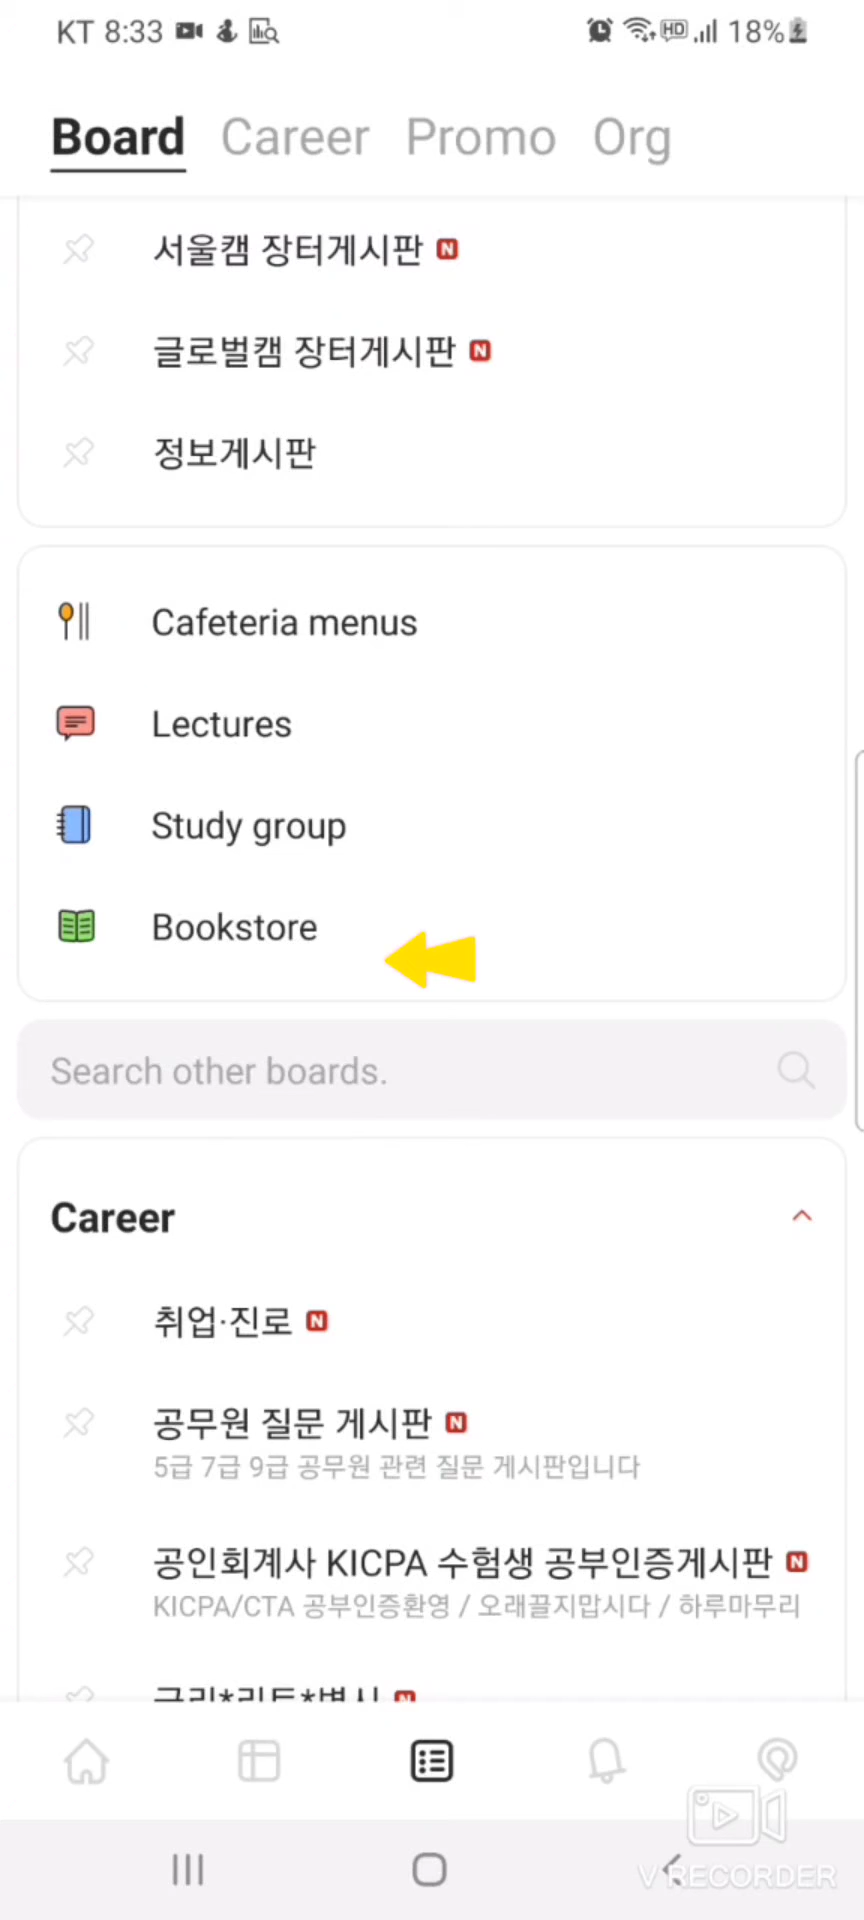 KT 8:33 HD 18%
Board Career Promo Org
서울캠 장터게시판 N
글로벌캠 장터게시판 N
정보게시판
Cafeteria menus
Lectures
Study group
Bookstore
Search other boards.
Career
취업·진로 N
공무원 질문 게시판 N
5급 7급 9급 공무원 관련 질문 게시판입니다
공인회계사 KICPA 수험생 공부인증게시판 N
KICPA/CTA 공부인증환영 / 오래끌지맙시다 / 하루마무리
V RECORDER